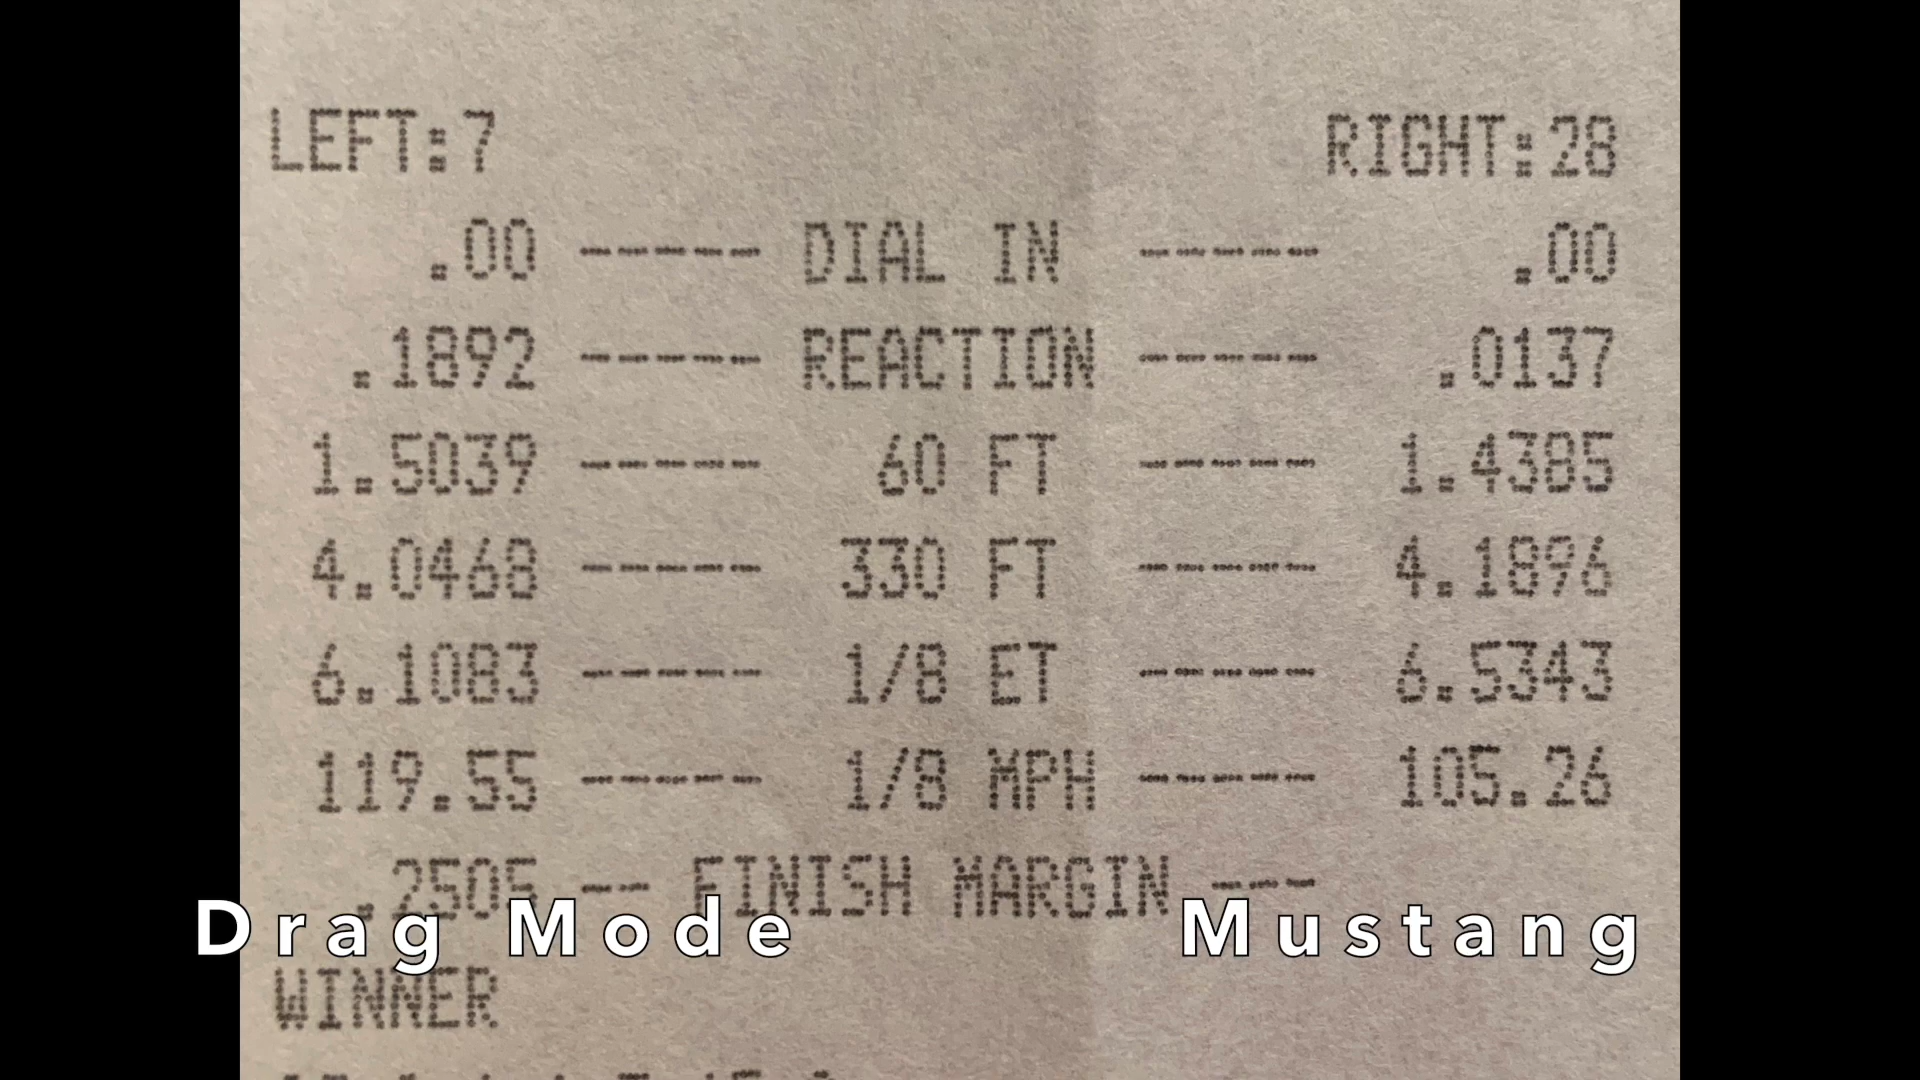 LEFT:7 RIGHT:28
.00 ----- DIAL IN ----- .00
.1892 ----- REACTION ----- .0137
1.5039 ----- 60 FT ----- 1.4385
4.0468 ----- 330 FT ----- 4.1896
6.1083 ----- 1/8 ET ----- 6.5343
119.55 ----- 1/8 MPH ----- 105.26
.2505 -- FINISH MARGIN ---
Drag Mode Mustang
WINNER